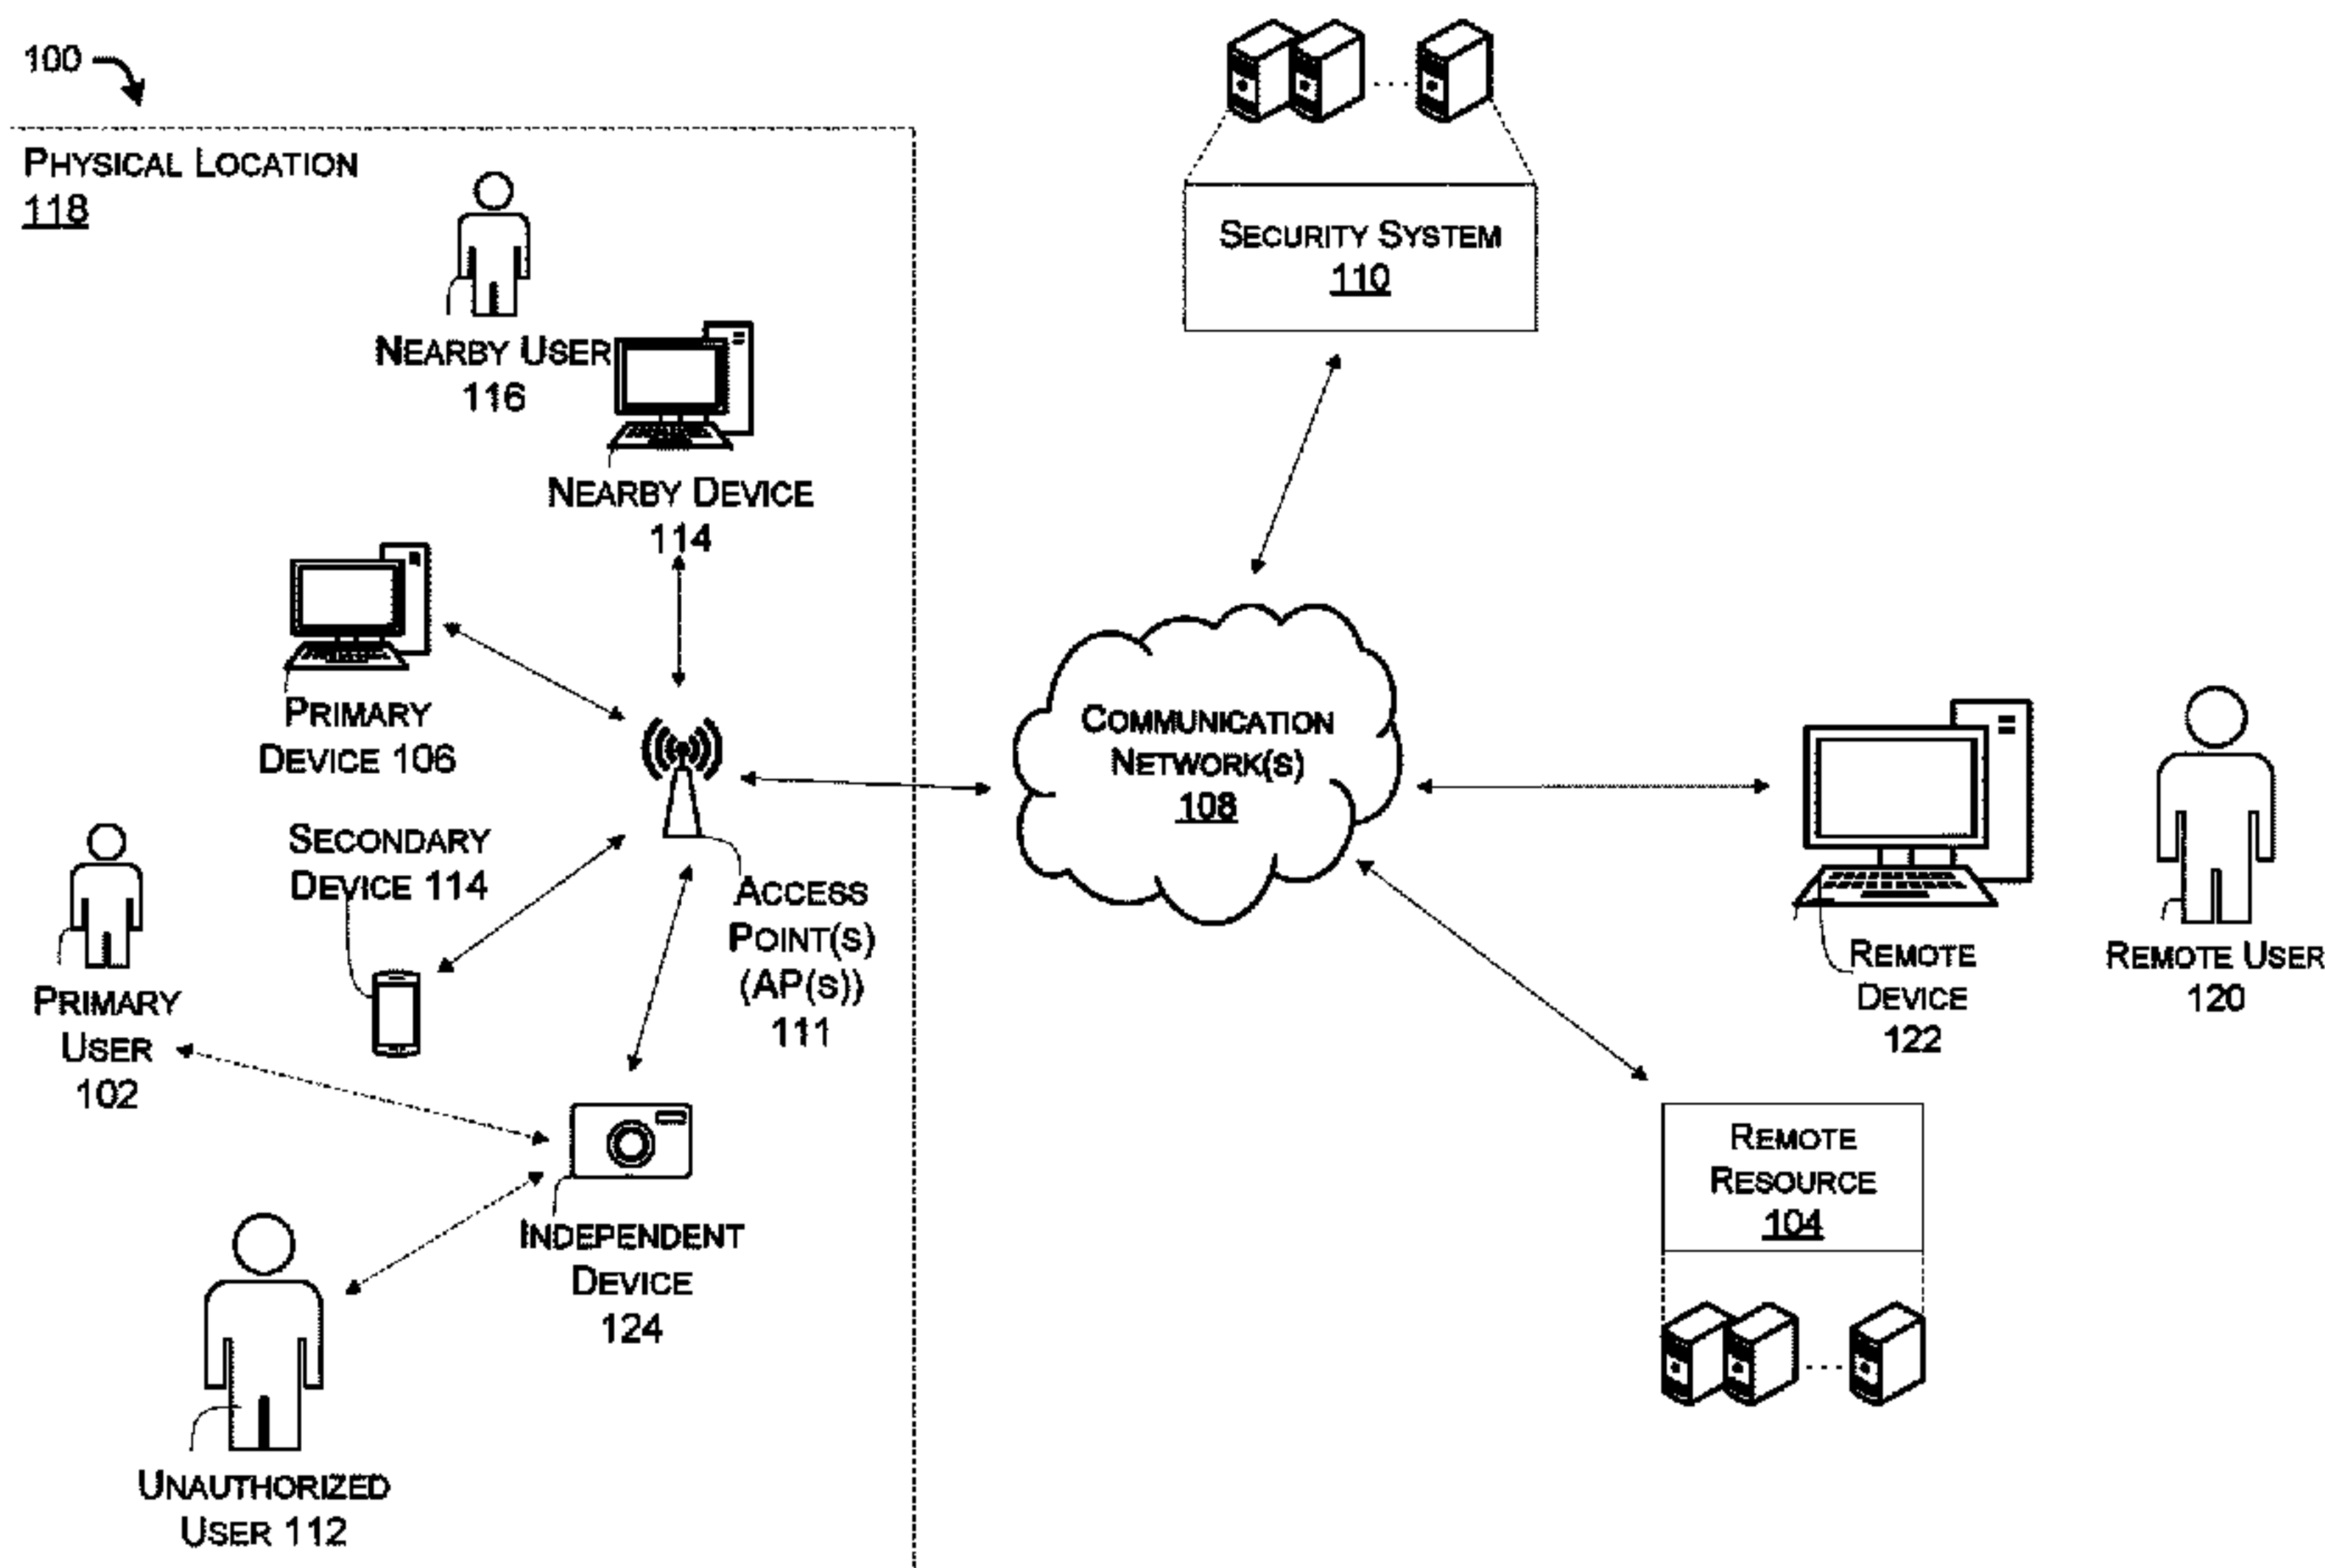 100
PHYSICAL LOCATION
118
NEARBY USER
116
NEARBY DEVICE
114
PRIMARY
DEVICE 106
SECONDARY
DEVICE 114
PRIMARY
USER
102
ACCESS
POINT(S)
(AP(S))
111
INDEPENDENT
DEVICE
124
UNAUTHORIZED
USER 112
SECURITY SYSTEM
110
COMMUNICATION
NETWORK(S)
108
REMOTE
DEVICE
122
REMOTE USER
120
REMOTE
RESOURCE
104